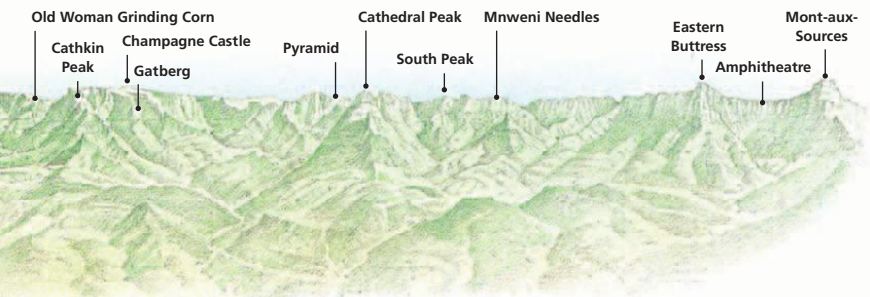 Old Woman Grinding Corn
Cathkin
Peak
Champagne Castle
Gatberg
Pyramid
Cathedral Peak
South Peak
Mnweni Needles
Eastern
Buttress
Amphitheatre
Mont-aux-
Sources